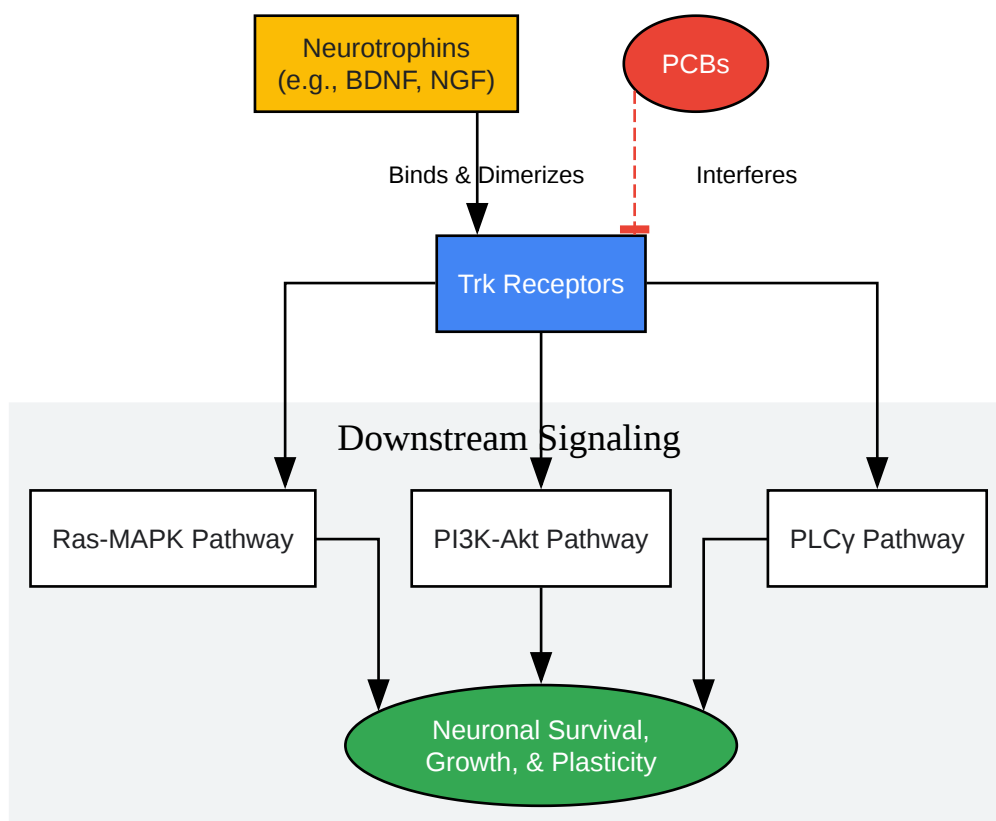 Neurotrophins
(e.g., BDNF, NGF)
PCBs
Binds & Dimerizes
Interferes
Trk Receptors
Downstream Signaling
Ras-MAPK Pathway
PI3K-Akt Pathway
PLCγ Pathway
Neuronal Survival,
Growth, & Plasticity